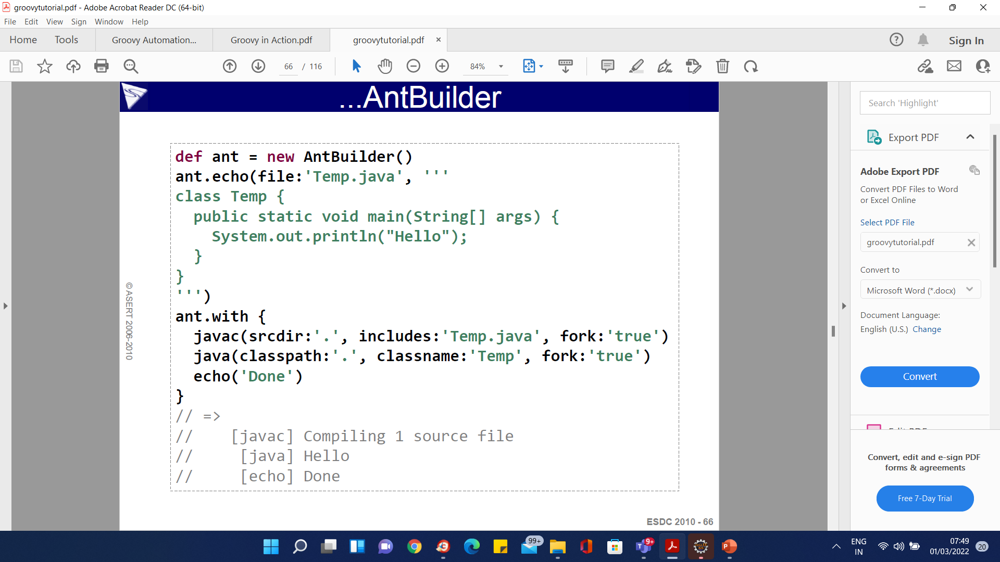 groovytutorial.pdf - Adobe Acrobat Reader DC (64-bit)
File Edit View Sign Window Help
Home Tools Groovy Automation... Groovy in Action.pdf groovytutorial.pdf × Sign In
66 / 116 84%
...AntBuilder
def ant = new AntBuilder()
ant.echo(file:'Temp.java', '''
class Temp {
  public static void main(String[] args) {
    System.out.println("Hello");
  }
}
''')
ant.with {
  javac(srcdir:'.', includes:'Temp.java', fork:'true')
  java(classpath:'.', classname:'Temp', fork:'true')
  echo('Done')
}
// =>
//    [javac] Compiling 1 source file
//     [java] Hello
//     [echo] Done
©ASERT 2006-2010
ESDC 2010 - 66
Search 'Highlight'
Export PDF
Adobe Export PDF
Convert PDF Files to Word
or Excel Online
Select PDF File
groovytutorial.pdf
Convert to
Microsoft Word (*.docx)
Document Language:
English (U.S.) Change
Convert
Edit PDF
Convert, edit and e-sign PDF
forms & agreements
Free 7-Day Trial
99+
9+
ENG
IN
07:49
01/03/2022
20